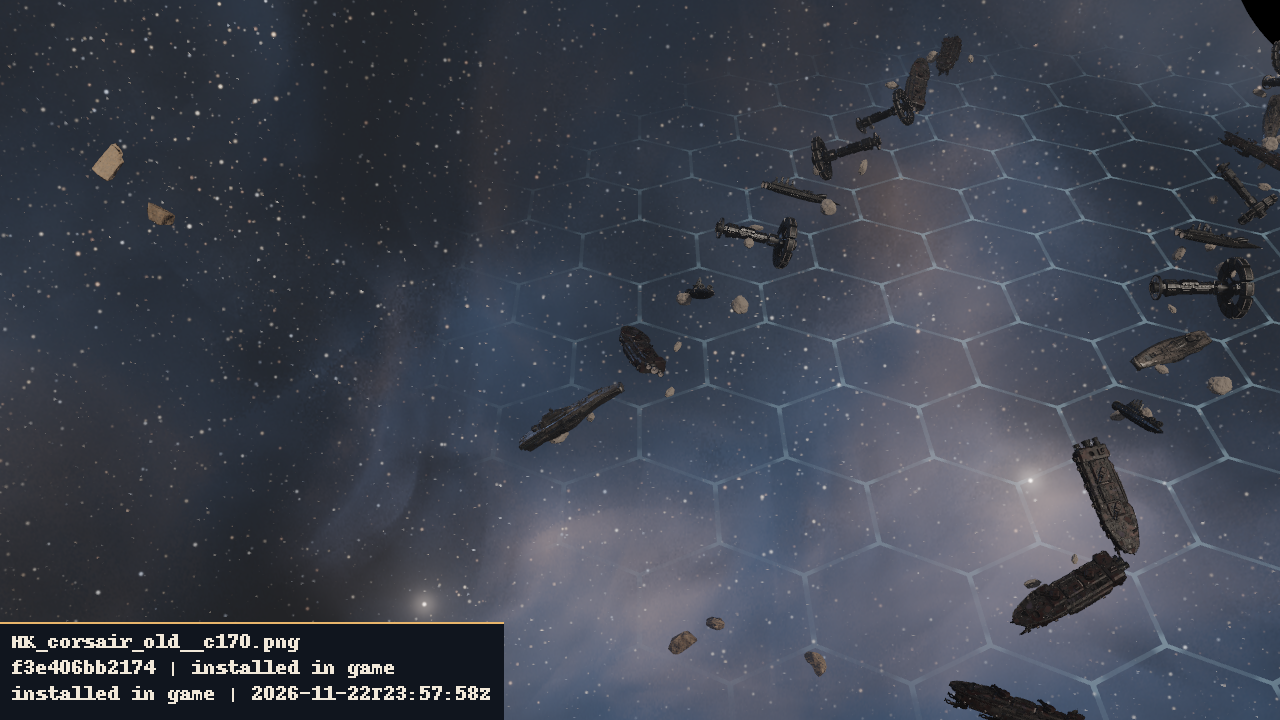 HK_corsair_old__c170.png
f3e406bb2174 | installed in game
installed in game | 2026-11-22T23:57:58Z